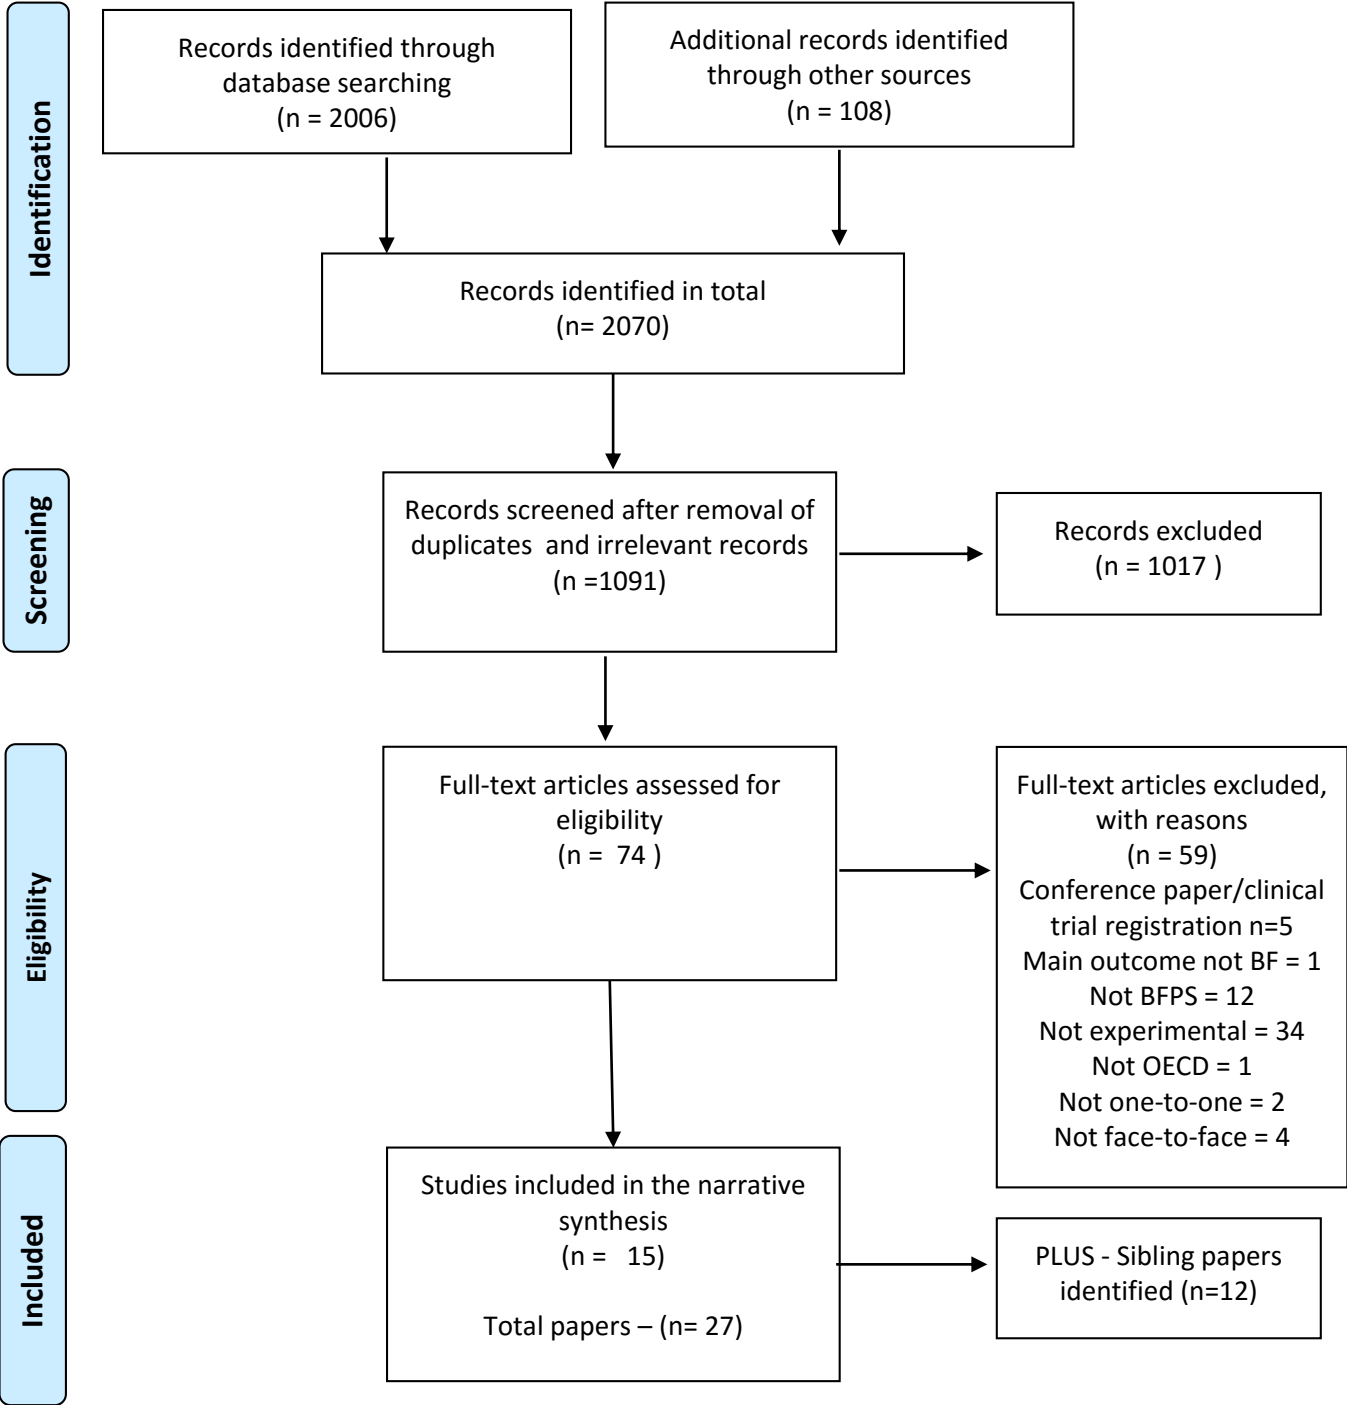 Identification
Records identified through
database searching
(n = 2006)
Additional records identified
through other sources
(n = 108)
Records identified in total
(n= 2070)
Screening
Records screened after removal of
duplicates  and irrelevant records
(n =1091)
Records excluded
(n = 1017 )
Eligibility
Full-text articles assessed for
eligibility
(n =  74 )
Full-text articles excluded,
with reasons
(n = 59)
Conference paper/clinical
trial registration n=5
Main outcome not BF = 1
Not BFPS = 12
Not experimental = 34
Not OECD = 1
Not one-to-one = 2
Not face-to-face = 4
Included
Studies included in the narrative
synthesis
(n =   15)
Total papers – (n= 27)
PLUS - Sibling papers
identified (n=12)